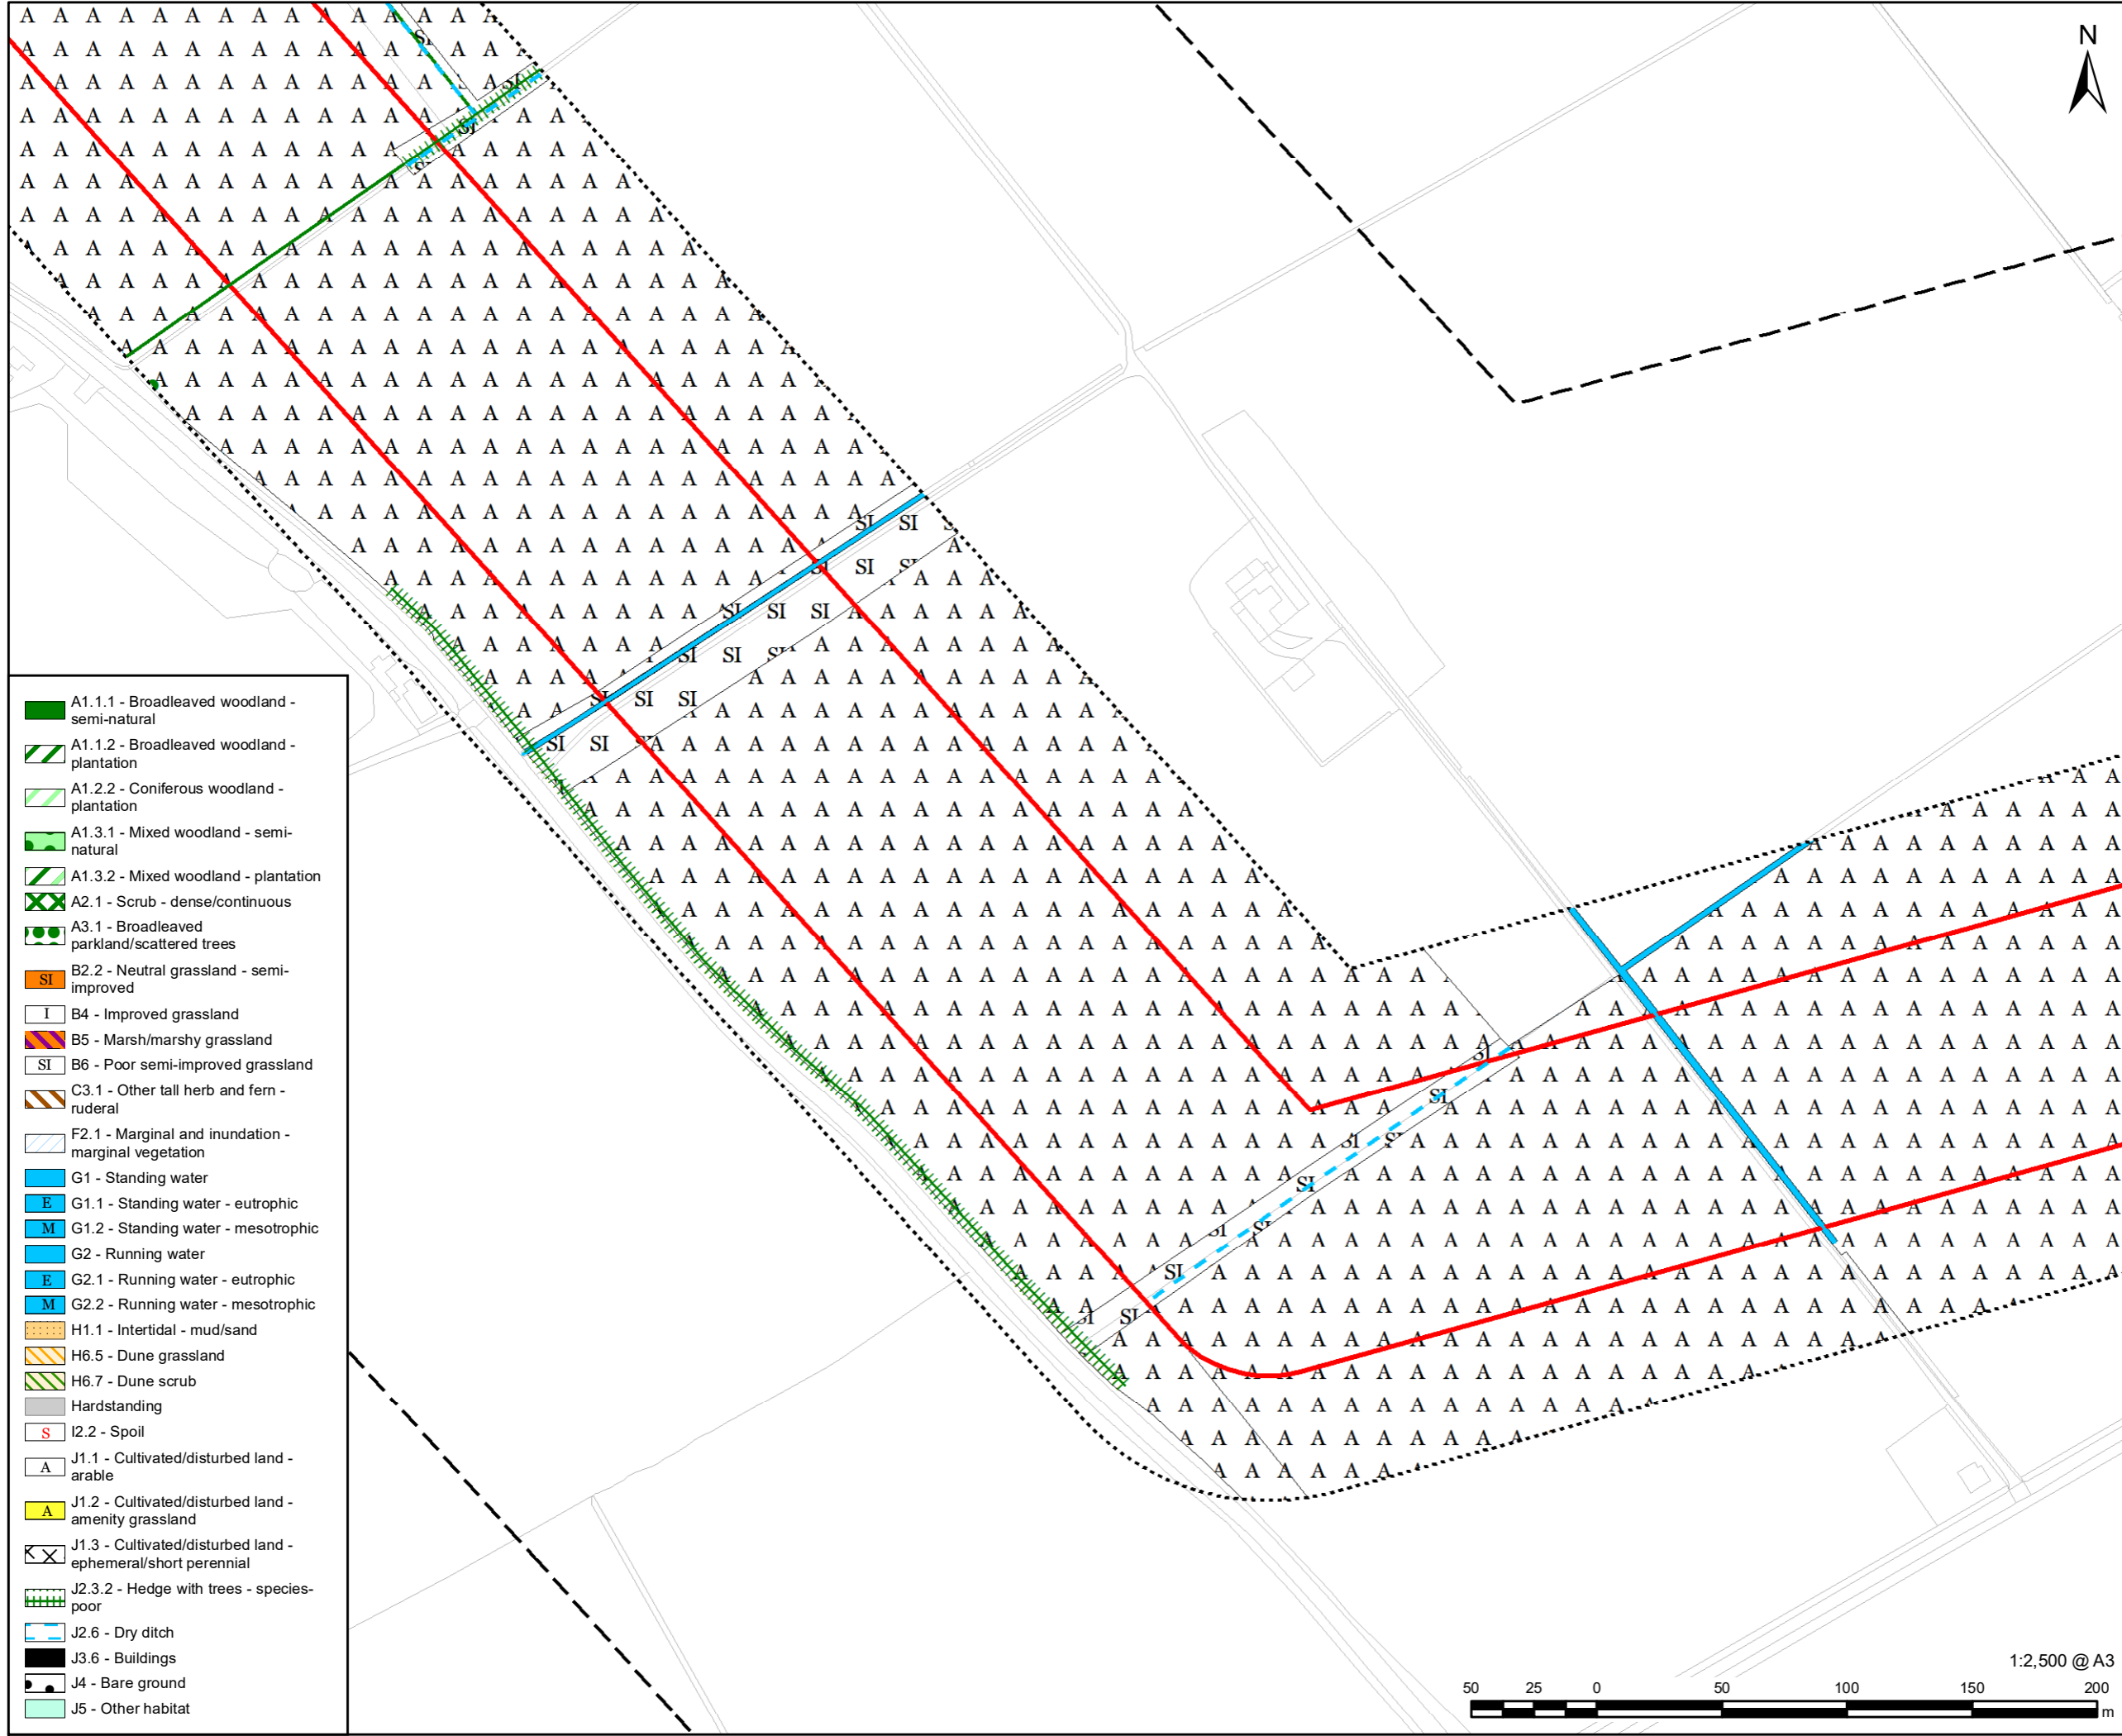 N
A1.1.1 - Broadleaved woodland -
semi-natural
A1.1.2 - Broadleaved woodland -
plantation
A1.2.2 - Coniferous woodland -
plantation
A1.3.1 - Mixed woodland - semi-
natural
A1.3.2 - Mixed woodland - plantation
A2.1 - Scrub - dense/continuous
A3.1 - Broadleaved
parkland/scattered trees
SI B2.2 - Neutral grassland - semi-
improved
I B4 - Improved grassland
B5 - Marsh/marshy grassland
SI B6 - Poor semi-improved grassland
C3.1 - Other tall herb and fern -
ruderal
F2.1 - Marginal and inundation -
marginal vegetation
G1 - Standing water
E G1.1 - Standing water - eutrophic
M G1.2 - Standing water - mesotrophic
G2 - Running water
E G2.1 - Running water - eutrophic
M G2.2 - Running water - mesotrophic
H1.1 - Intertidal - mud/sand
H6.5 - Dune grassland
H6.7 - Dune scrub
Hardstanding
S I2.2 - Spoil
A J1.1 - Cultivated/disturbed land -
arable
A J1.2 - Cultivated/disturbed land -
amenity grassland
J1.3 - Cultivated/disturbed land -
ephemeral/short perennial
J2.3.2 - Hedge with trees - species-
poor
J2.6 - Dry ditch
J3.6 - Buildings
J4 - Bare ground
J5 - Other habitat
1:2,500 @ A3
50 25 0 50 100 150 200
m